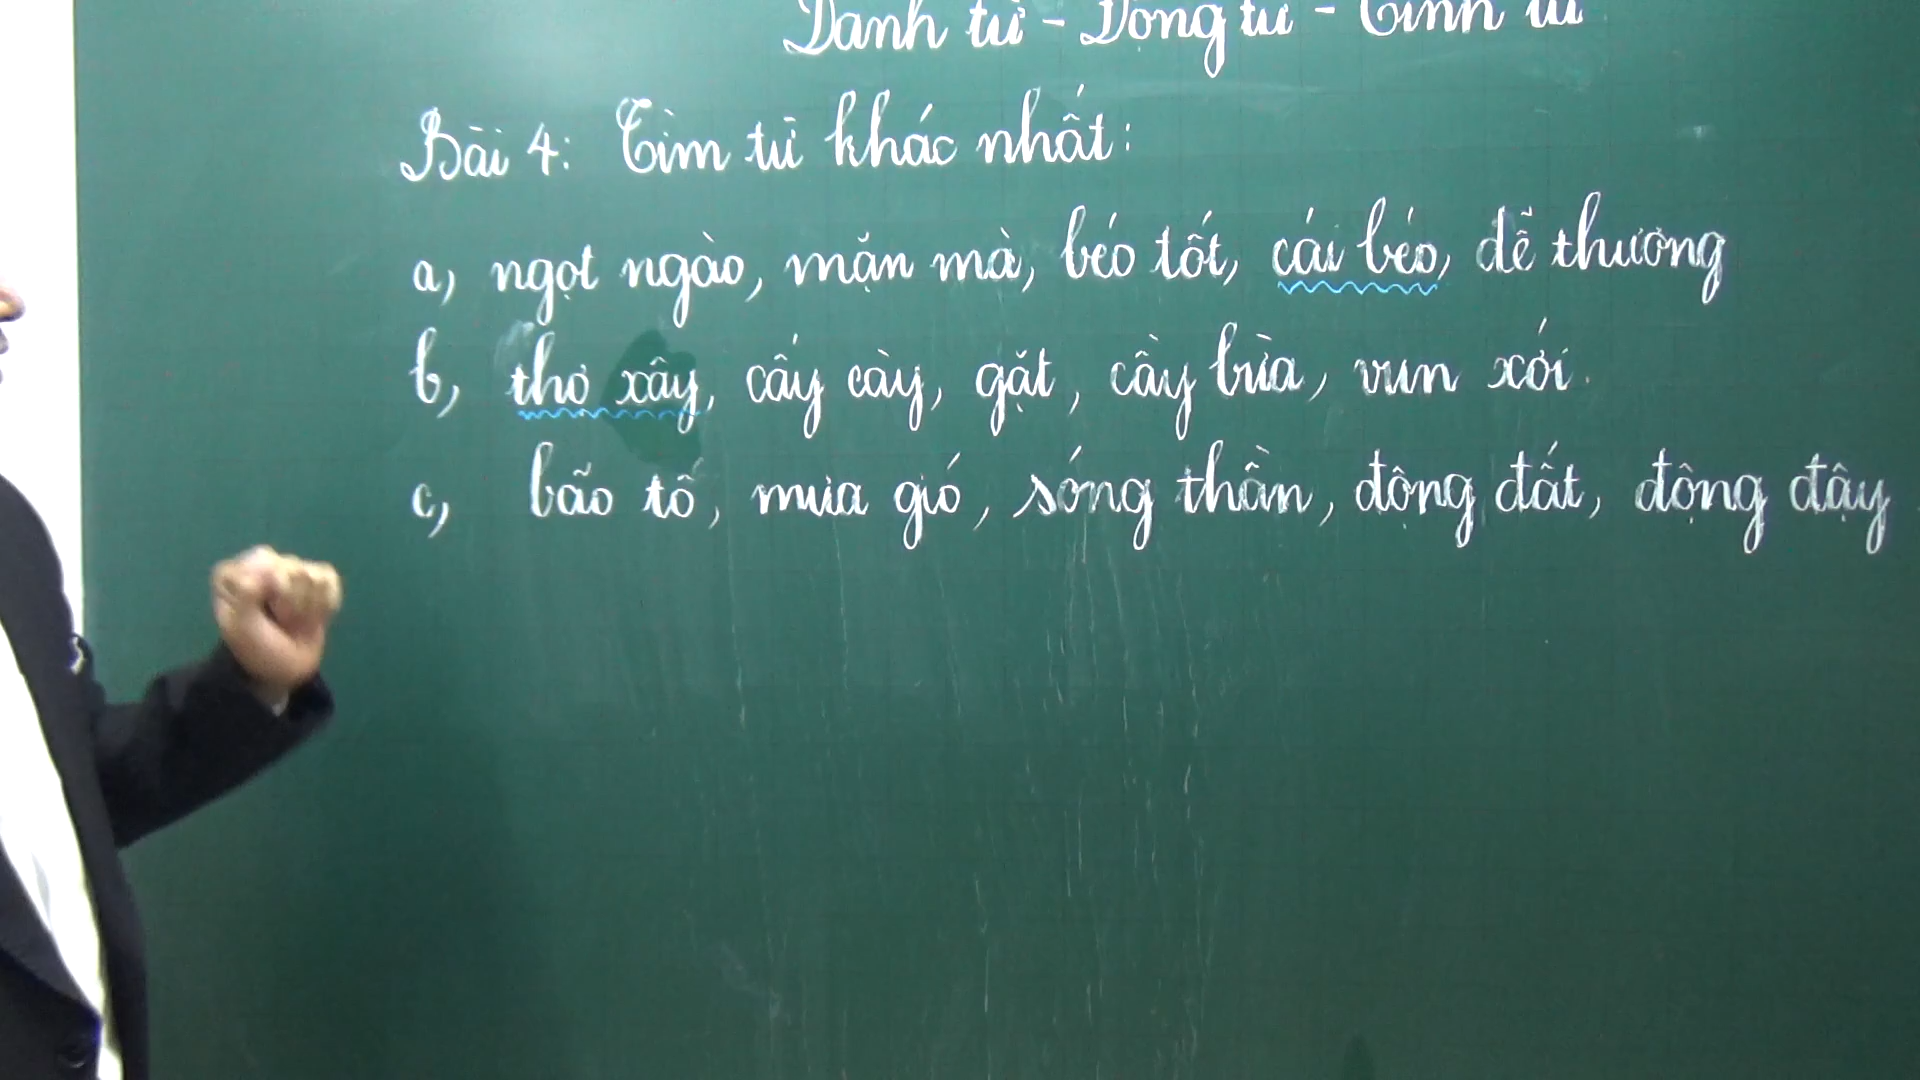 Danh từ - Động từ - Tính từ
Bài 4: Tìm từ khác nhất:
a, ngọt ngào, mặn mà, béo tốt, cái béo, dễ thương
b, thợ xây, cấy cày, gặt, cầy bừa, vun xới.
c, bão tố, mưa gió, sóng thần, động đất, động đậy